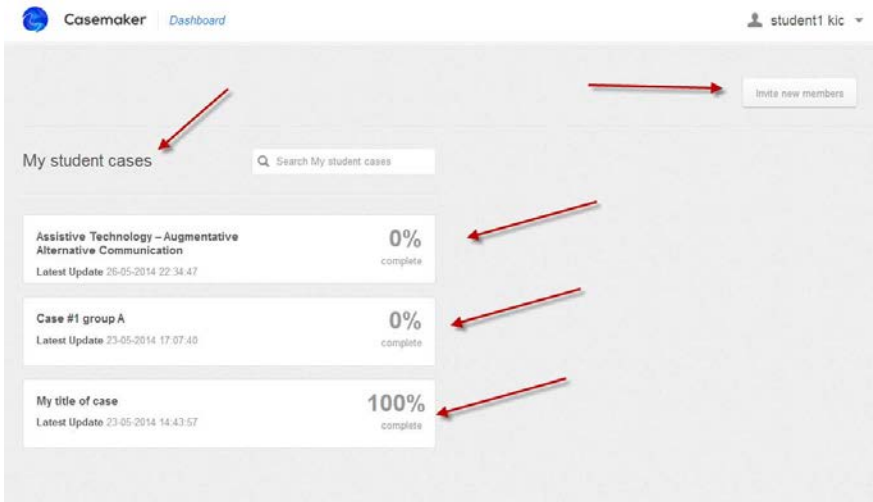 Casemaker Dashboard student1 kic
Invite new members
My student cases Search My student cases
Assistive Technology – Augmentative
Alternative Communication
Latest Update 26-05-2014 22:34:47
0%
complete
Case #1 group A
Latest Update 23-05-2014 17:07:40
0%
complete
My title of case
Latest Update 23-05-2014 14:43:57
100%
complete